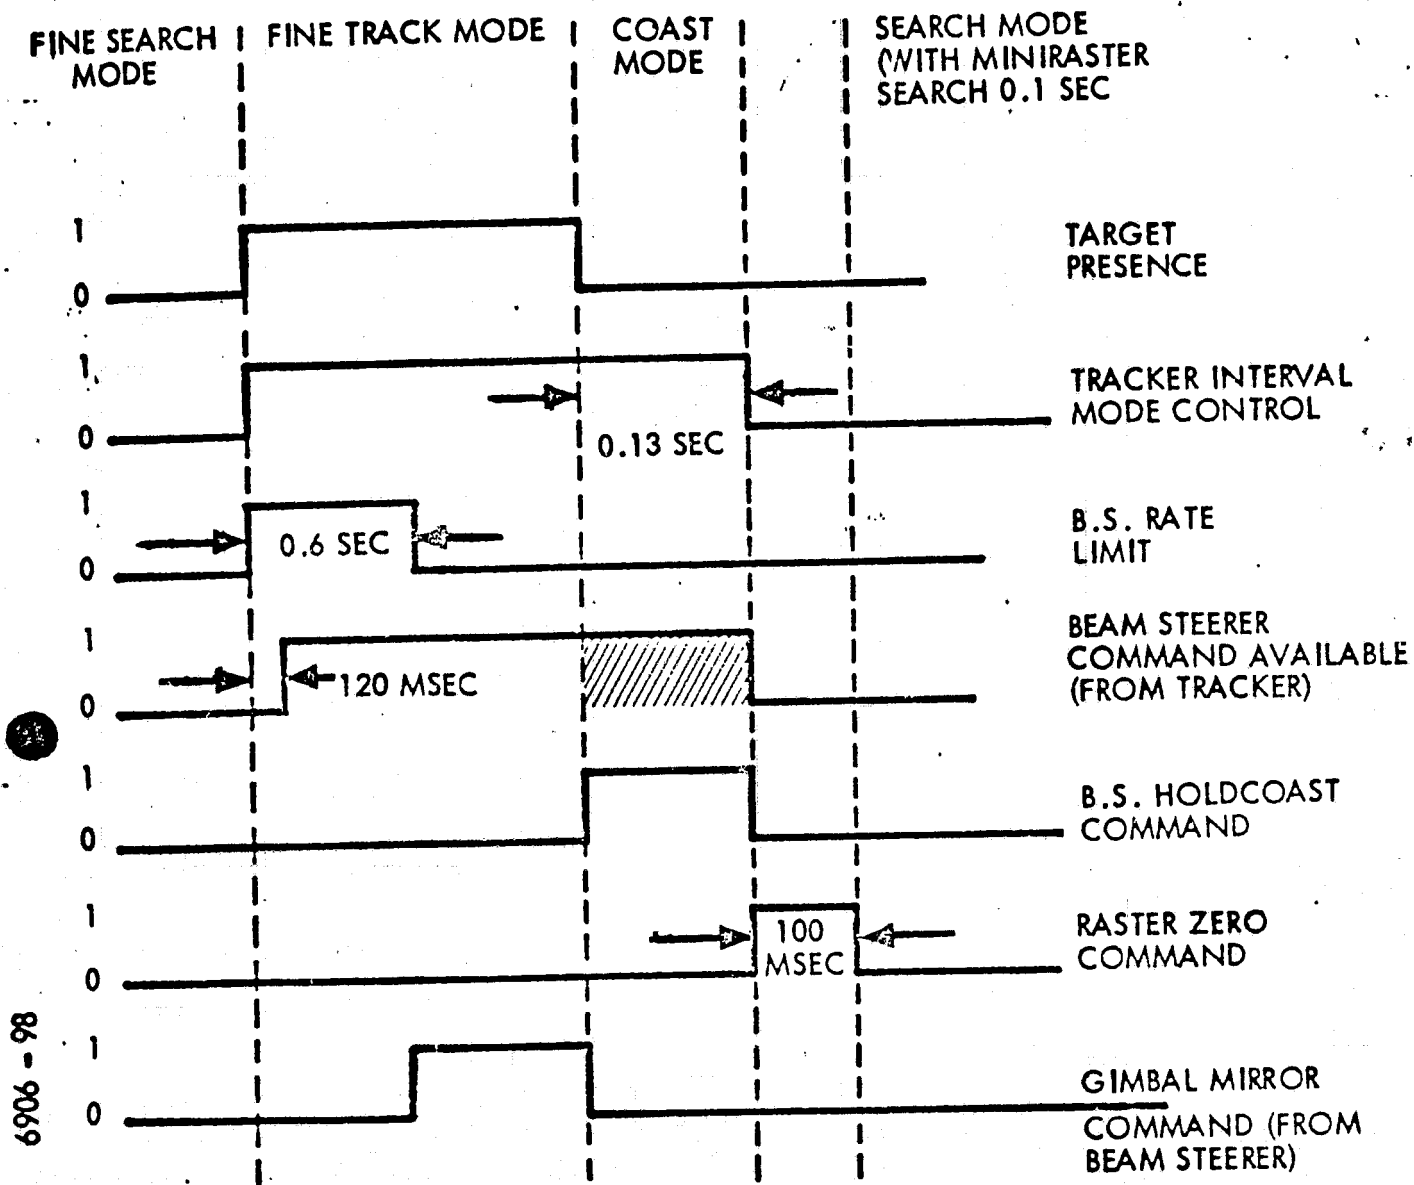 FINE SEARCH
MODE
FINE TRACK MODE
COAST
MODE
SEARCH MODE
(WITH MINIRASTER
SEARCH 0.1 SEC
1
0
TARGET
PRESENCE
1
0
0.13 SEC
TRACKER INTERVAL
MODE CONTROL
1
0
0.6 SEC
B.S. RATE
LIMIT
1
0
120 MSEC
BEAM STEERER
COMMAND AVAILABLE
(FROM TRACKER)
1
0
B.S. HOLDCOAST
COMMAND
1
0
100
MSEC
RASTER ZERO
COMMAND
1
0
GIMBAL MIRROR
COMMAND (FROM
BEAM STEERER)
6906-98